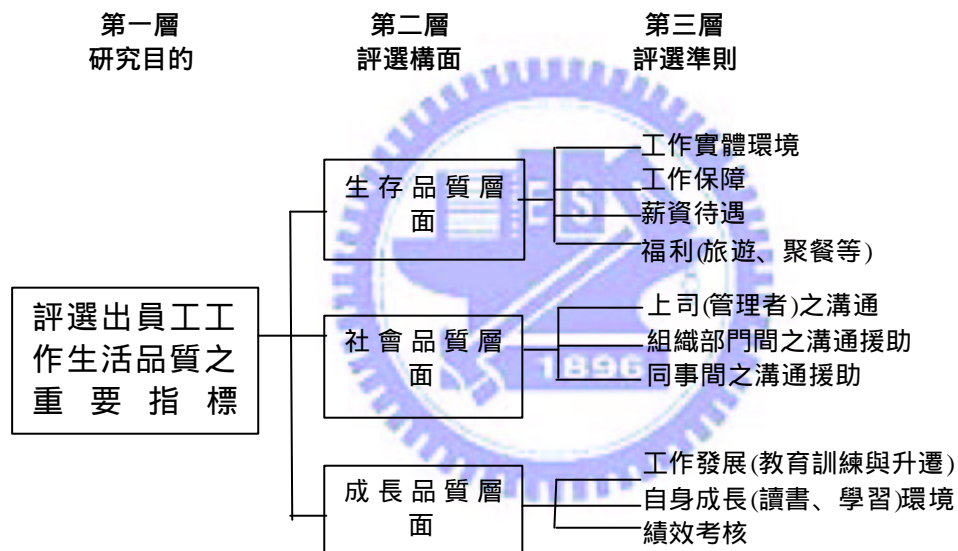 第一層
研究目的
第二層
評選構面
第三層
評選準則
評選出員工工
作生活品質之
重要指標
生存品質層
面
工作實體環境
工作保障
薪資待遇
福利(旅遊、聚餐等)
社會品質層
面
上司(管理者)之溝通
組織部門間之溝通援助
同事間之溝通援助
成長品質層
面
工作發展(教育訓練與升遷)
自身成長(讀書、學習)環境
績效考核
ES
1896